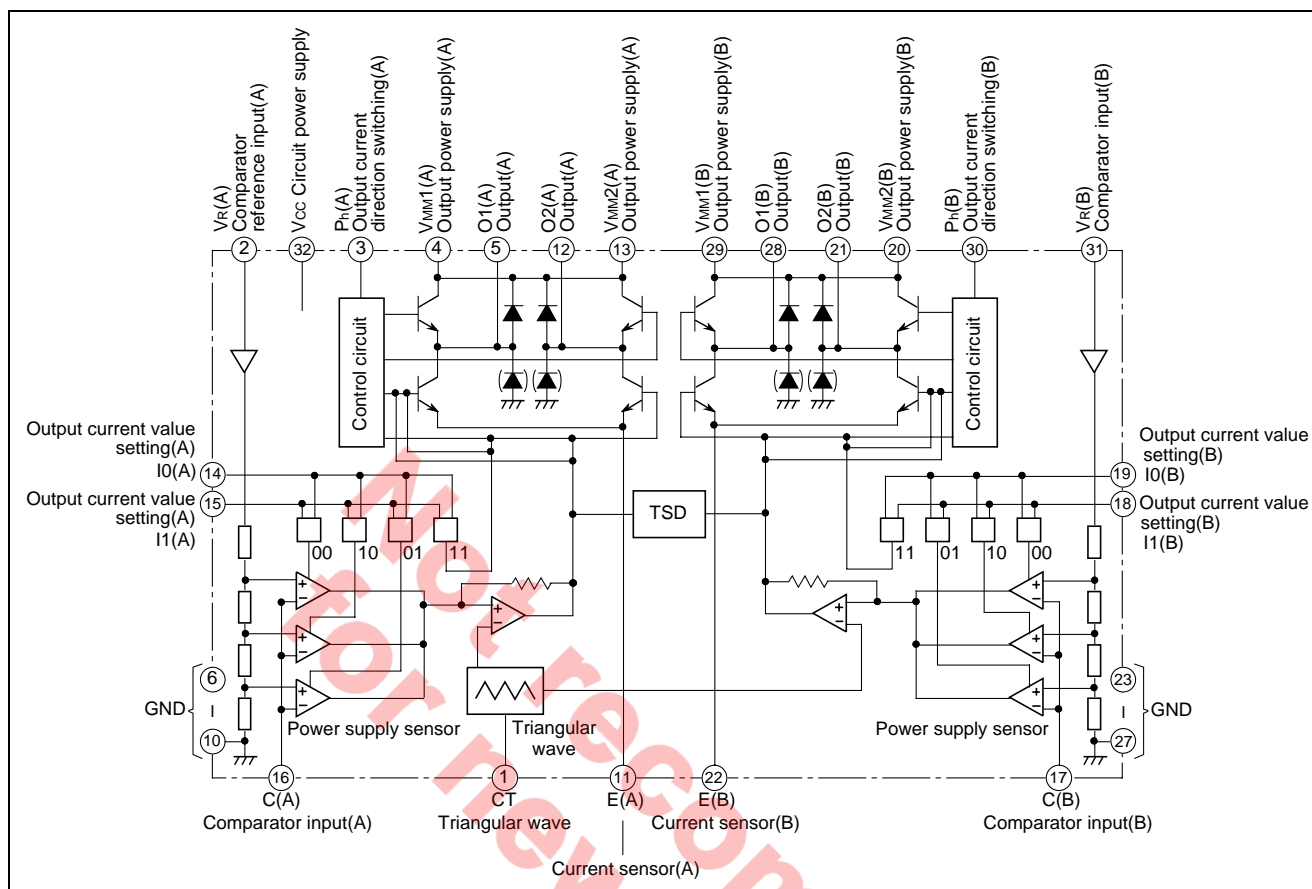 VR(A)
Comparator
reference input(A)
VCC Circuit power supply
Ph(A)
Output current
direction switching(A)
VMM1(A)
Output power supply(A)
O1(A)
Output(A)
O2(A)
Output(A)
VMM2(A)
Output power supply(A)
VMM1(B)
Output power supply(B)
O1(B)
Output(B)
O2(B)
Output(B)
VMM2(B)
Output power supply(B)
Ph(B)
Output current
direction switching(B)
VR(B)
Comparator input(B)
2
32
3
4
5
12
13
29
28
21
20
30
31
Control circuit
Control circuit
Output current value
setting(A)
I0(A)
14
Output current value
setting(A)
I1(A)
15
Output current value
setting(B)
I0(B)
19
18
Output current value
setting(B)
I1(B)
00
10
01
11
TSD
11
01
10
00
+
−
+
−
+
−
+
−
+
−
+
−
+
−
+
−
6
GND
10
23
GND
27
Power supply sensor
Triangular
wave
Power supply sensor
16
1
11
22
17
C(A)
CT
E(A)
E(B)
C(B)
Comparator input(A)
Triangular wave
Current sensor(B)
Comparator input(B)
Current sensor(A)
Not recom
for new